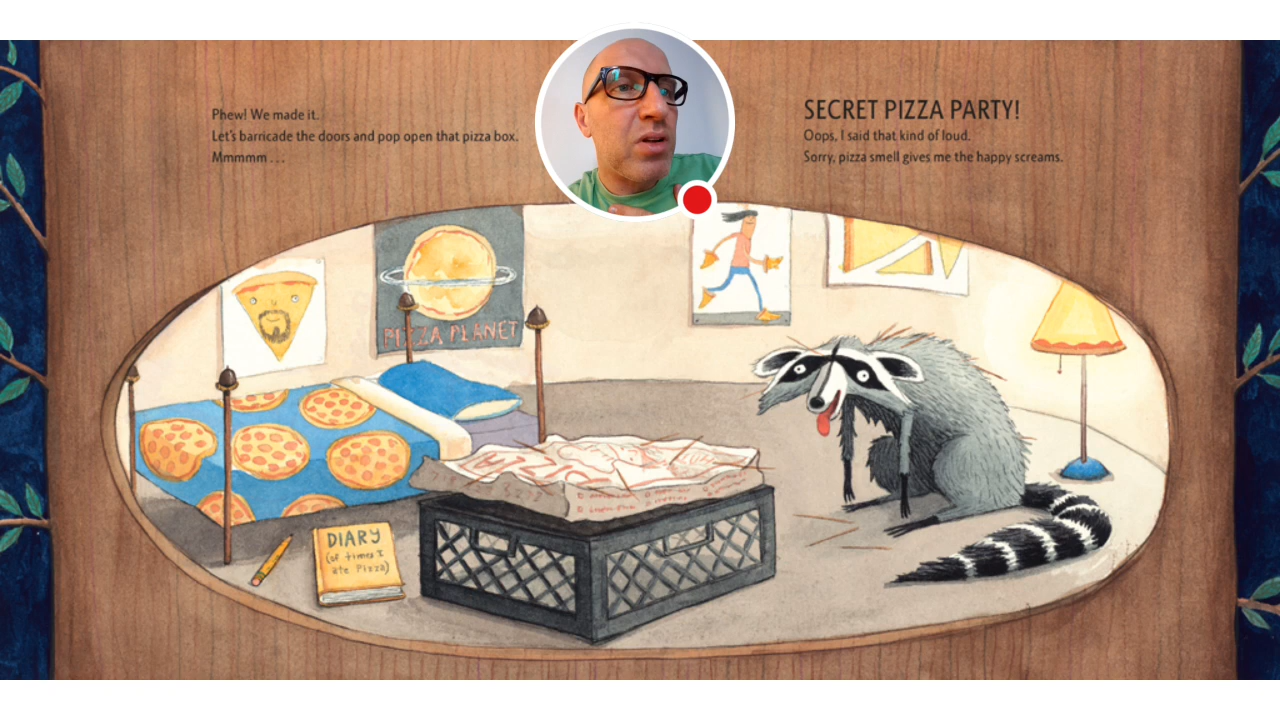 Phew! We made it.
Let's barricade the doors and pop open that pizza box.
Mmmmm . . .
SECRET PIZZA PARTY!
Oops, I said that kind of loud.
Sorry, pizza smell gives me the happy screams.
PIZZA PLANET
DIARY
(of times I
ate Pizza)
PIZZA